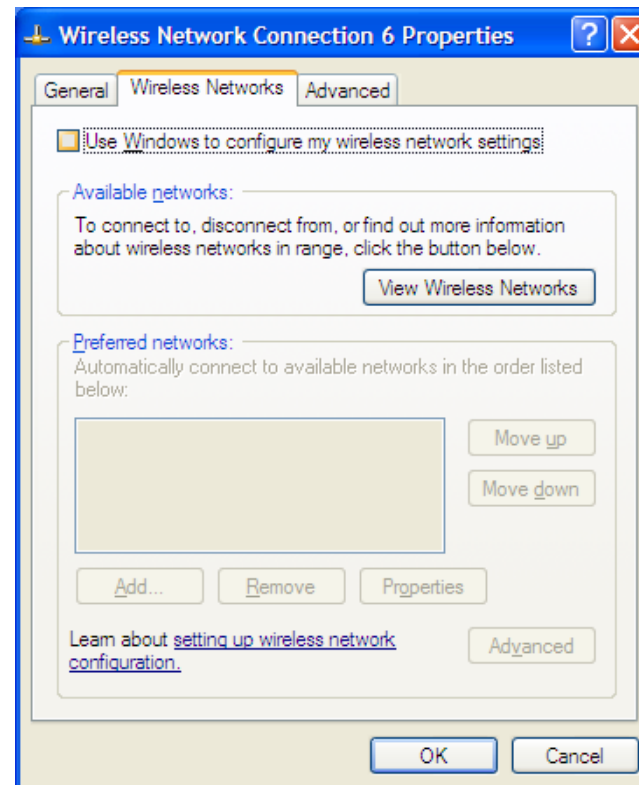 Wireless Network Connection 6 Properties
General Wireless Networks Advanced
Use Windows to configure my wireless network settings
Available networks:
To connect to, disconnect from, or find out more information
about wireless networks in range, click the button below.
View Wireless Networks
Preferred networks:
Automatically connect to available networks in the order listed
below:
Move up
Move down
Add... Remove Properties
Learn about setting up wireless network
configuration.
Advanced
OK Cancel